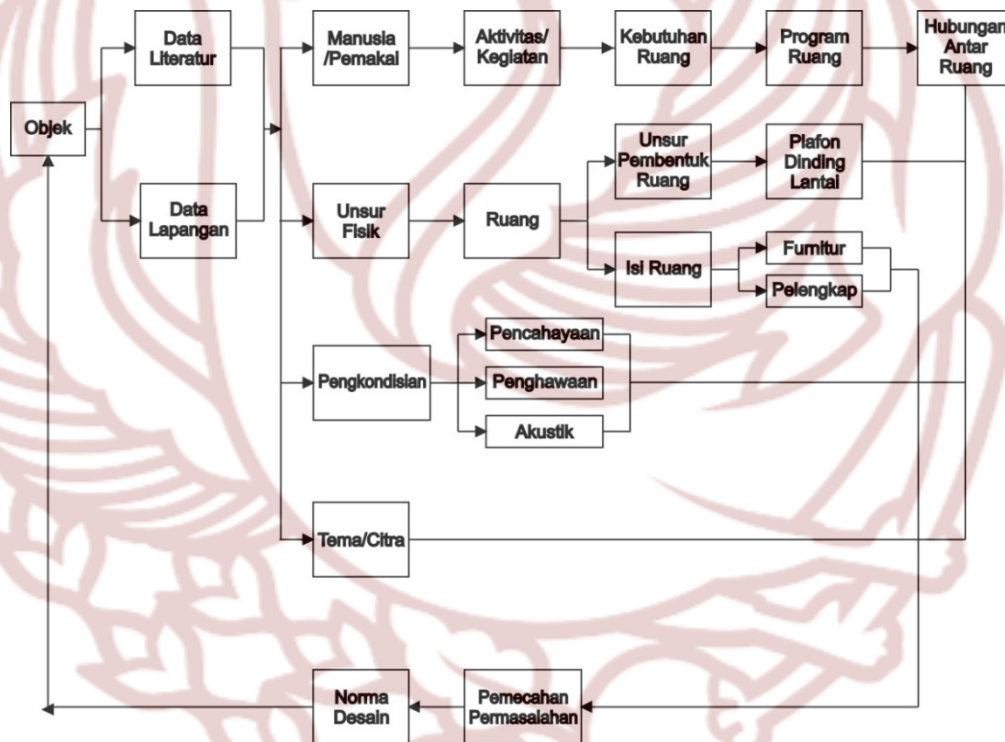 Data
Literatur
Manusia
/Pemakai
Aktivitas/
Kegiatan
Kebutuhan
Ruang
Program
Ruang
Hubungan
Antar
Ruang
Objek
Unsur
Pembentuk
Ruang
Plafon
Dinding
Lantai
Data
Lapangan
Unsur
Fisik
Ruang
Isi Ruang
Furnitur
Pelengkap
Pengkondisian
Pencahayaan
Penghawaan
Akustik
Tema/Citra
Norma
Desain
Pemecahan
Permasalahan